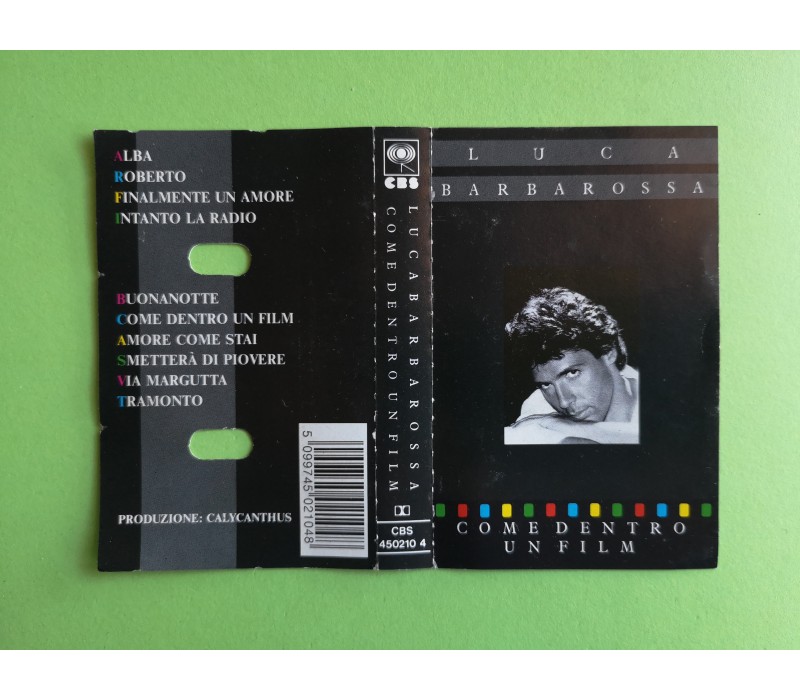 ALBA
ROBERTO
FINALMENTE UN AMORE
INTANTO LA RADIO
BUONANOTTE
COME DENTRO UN FILM
AMORE COME STAI
SMETTERÀ DI PIOVERE
VIA MARGUTTA
TRAMONTO
PRODUZIONE: CALYCANTHUS
5 099745 021048
CBS
LUCA BARBAROSSA
COME DENTRO UN FILM
CBS
450210 4
LUCA
BARBAROSSA
COME DENTRO
UN FILM